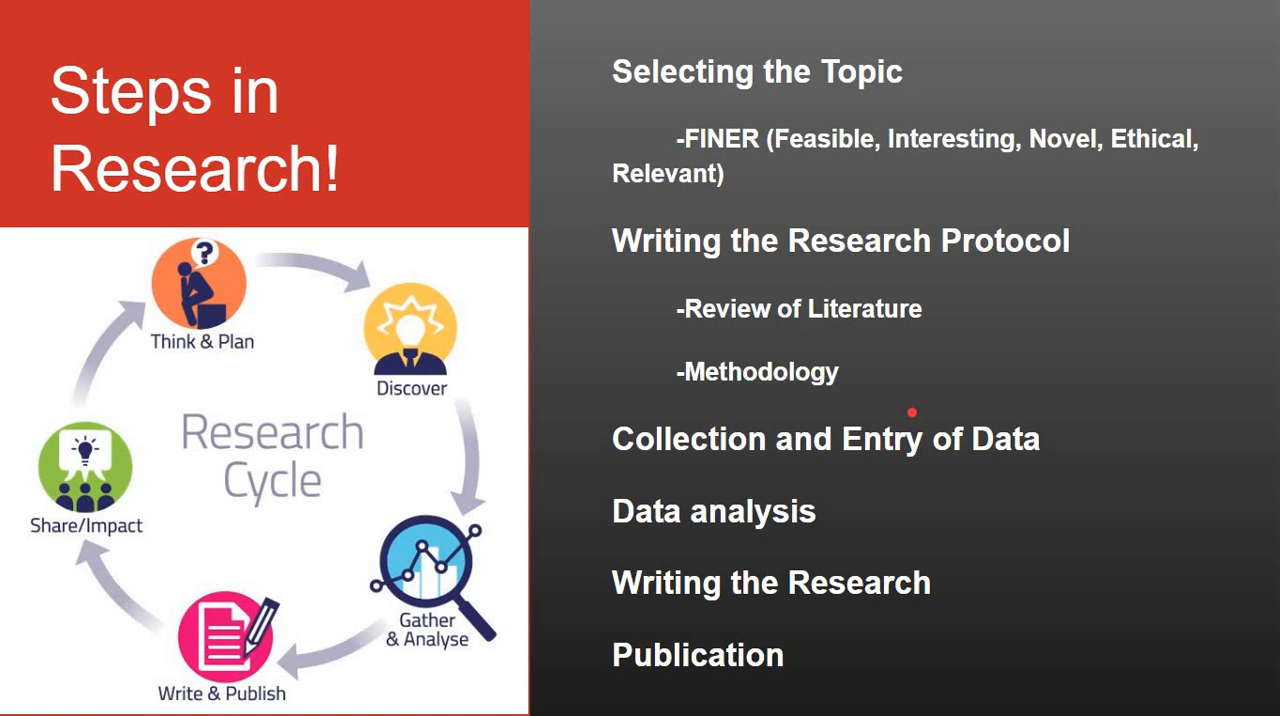 Steps in
Research!
?
Think & Plan
Discover
Research
Cycle
Share/Impact
Gather
& Analyse
Write & Publish
Selecting the Topic
-FINER (Feasible, Interesting, Novel, Ethical,
Relevant)
Writing the Research Protocol
-Review of Literature
-Methodology
Collection and Entry of Data
Data analysis
Writing the Research
Publication